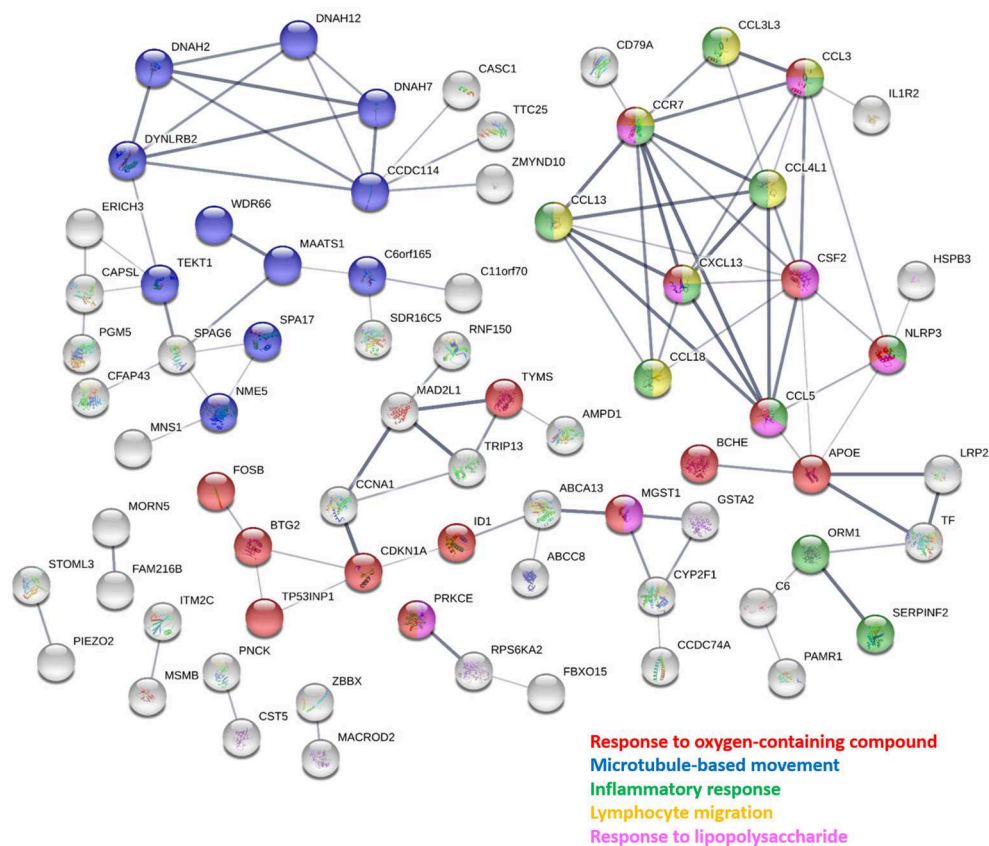 DNAH12
CCL3L3
DNAH2
CD79A
CCL3
DNAH7
CASC1
IL1R2
CCR7
TTC25
DYNLRB2
CCDC114
CCL4L1
ZMYND10
CCL13
ERICH3
WDR66
MAATS1
CXCL13
CSF2
HSPB3
CAPSL
TEKT1
C6orf165
C11orf70
NLRP3
PGM5
SPAG6
SPA17
SDR16C5
RNF150
CCL18
CFAP43
NME5
MAD2L1
TYMS
CCL5
MNS1
AMPD1
BCHE
APOE
LRP2
FOSB
TRIP13
CCNA1
ABCA13
MGST1
GSTA2
MORN5
BTG2
ID1
ORM1
TF
CDKN1A
ABCC8
CYP2F1
STOML3
FAM216B
C6
ITM2C
TP53INP1
PRKCE
SERPINF2
PIEZO2
PNCK
RPS6KA2
CCDC74A
PAMR1
MSMB
ZBBX
FBXO15
CST5
MACROD2
Response to oxygen-containing compound
Microtubule-based movement
Inflammatory response
Lymphocyte migration
Response to lipopolysaccharide